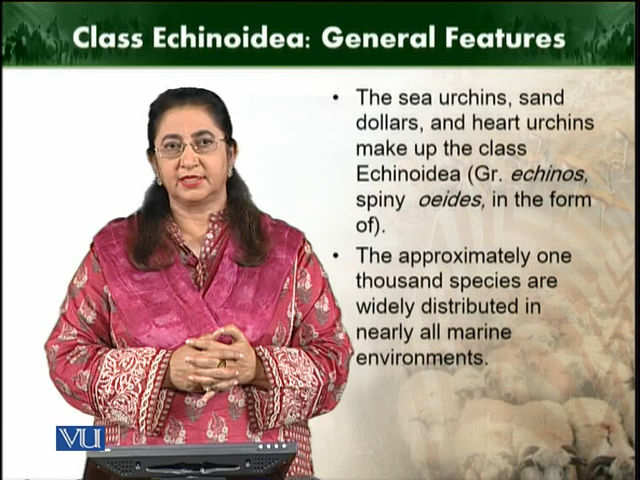 Class Echinoidea: General Features
• The sea urchins, sand
dollars, and heart urchins
make up the class
Echinoidea (Gr. echinos,
spiny oeides, in the form
of).
• The approximately one
thousand species are
widely distributed in
nearly all marine
environments.
VU